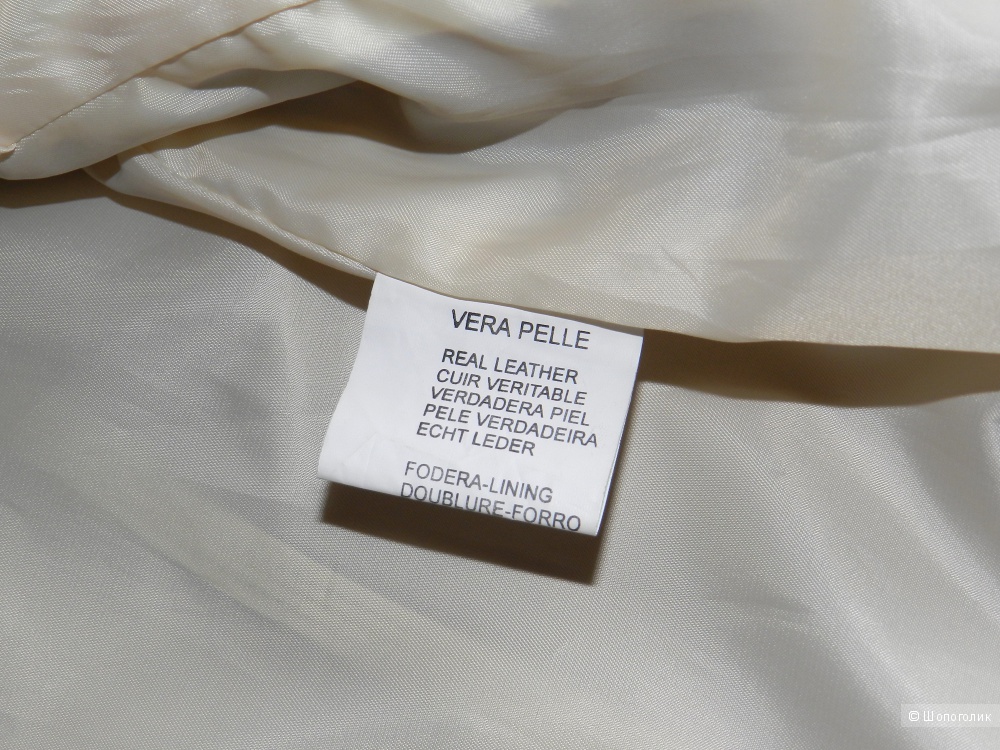 VERA PELLE
REAL LEATHER
CUIR VERITABLE
VERDADERA PIEL
PELE VERDADEIRA
ECHT LEDER
FODERA-LINING
DOUBLURE-FORRO
© Шопоголик